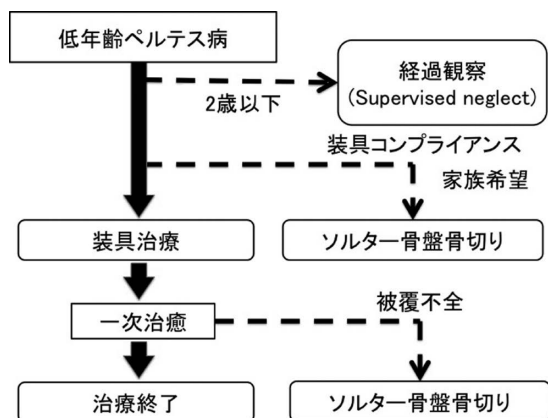 低年齢ペルテス病
経過観察
(Supervised neglect)
2歳以下
装具コンプライアンス
家族希望
装具治療
ソルター骨盤骨切り
一次治癒
被覆不全
治療終了
ソルター骨盤骨切り